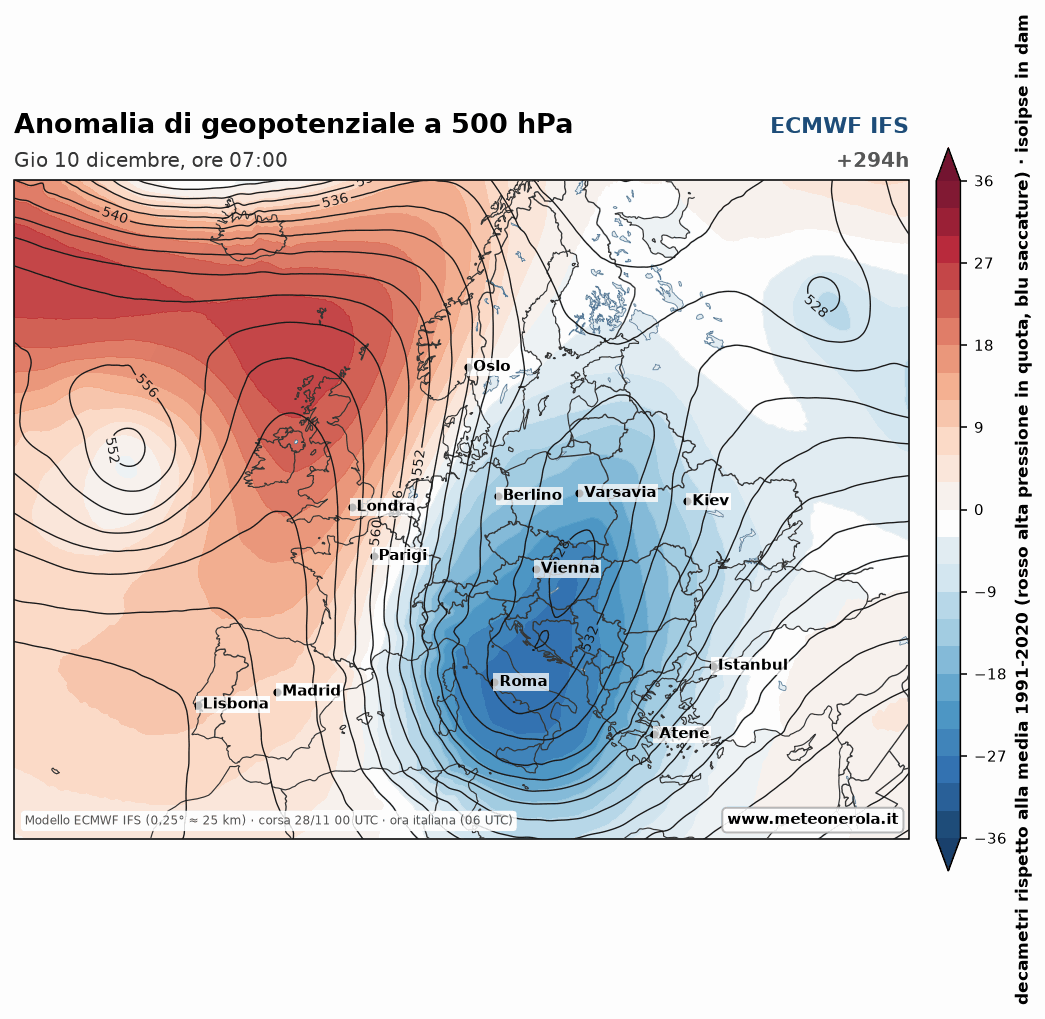 Anomalia di geopotenziale a 500 hPa
ECMWF IFS
Gio 10 dicembre, ore 07:00
+294h
540
536
556
552
552
560
528
532
Oslo
Berlino
Varsavia
Kiev
Londra
Parigi
Vienna
Istanbul
Roma
Madrid
Lisbona
Atene
Modello ECMWF IFS (0,25° ≈ 25 km) · corsa 28/11 00 UTC · ora italiana (06 UTC)
www.meteonerola.it
36
27
18
9
0
−9
−18
−27
−36
decametri rispetto alla media 1991-2020 (rosso alta pressione in quota, blu saccature) · isoipse in dam